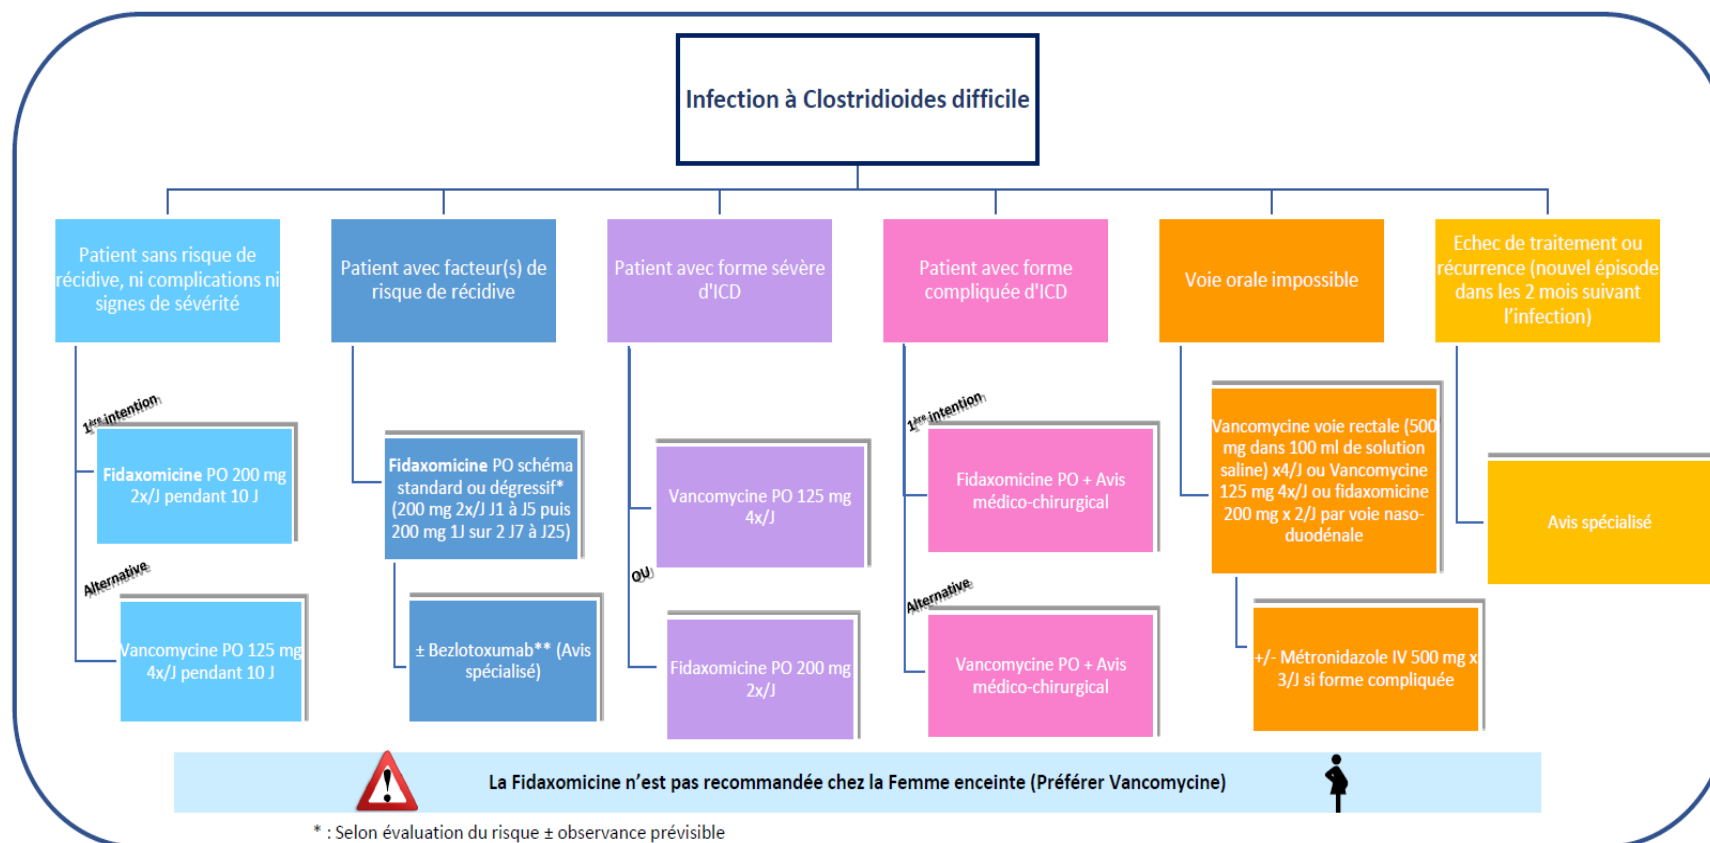 Infection à Clostridioides difficile
Patient sans risque de
récidive, ni complications ni
signes de sévérité
1ère intention
Fidaxomicine PO 200 mg
2x/J pendant 10 J
Alternative
Vancomycine PO 125 mg
4x/J pendant 10 J
Patient avec facteur(s) de
risque de récidive
Fidaxomicine PO schéma
standard ou dégressif*
(200 mg 2x/J J1 à J5 puis
200 mg 1J sur 2 J7 à J25)
± Bezlotoxumab** (Avis
spécialisé)
Patient avec forme sévère
d'ICD
Vancomycine PO 125 mg
4x/J
OU
Fidaxomicine PO 200 mg
2x/J
Patient avec forme
compliquée d'ICD
1ère intention
Fidaxomicine PO + Avis
médico-chirurgical
Alternative
Vancomycine PO + Avis
médico-chirurgical
Voie orale impossible
Vancomycine voie rectale (500
mg dans 100 ml de solution
saline) x4/J ou Vancomycine
125 mg 4x/J ou fidaxomicine
200 mg x 2/J par voie naso-
duodénale
+/- Métronidazole IV 500 mg x
3/J si forme compliquée
Echec de traitement ou
récurrence (nouvel épisode
dans les 2 mois suivant
l'infection)
Avis spécialisé
La Fidaxomicine n'est pas recommandée chez la Femme enceinte (Préférer Vancomycine)
* : Selon évaluation du risque ± observance prévisible